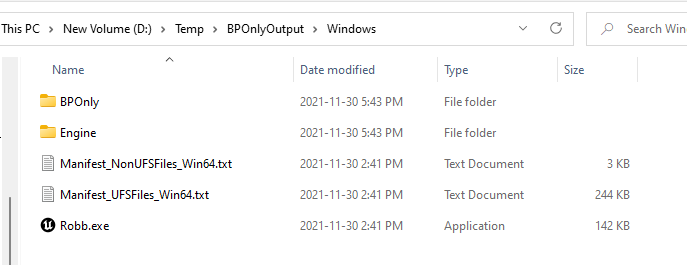 This PC > New Volume (D:) > Temp > BPOnlyOutput > Windows
Search Win
Name Date modified Type Size
BPOnly 2021-11-30 5:43 PM File folder
Engine 2021-11-30 5:43 PM File folder
Manifest_NonUFSFiles_Win64.txt 2021-11-30 2:41 PM Text Document 3 KB
Manifest_UFSFiles_Win64.txt 2021-11-30 2:41 PM Text Document 244 KB
Robb.exe 2021-11-30 2:41 PM Application 142 KB